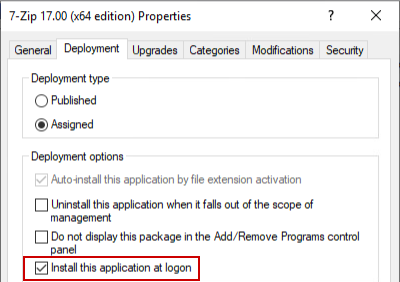 7-Zip 17.00 (x64 edition) Properties ? ×
General Deployment Upgrades Categories Modifications Security
Deployment type
Published
Assigned
Deployment options
Auto-install this application by file extension activation
Uninstall this application when it falls out of the scope of
management
Do not display this package in the Add/Remove Programs control
panel
Install this application at logon